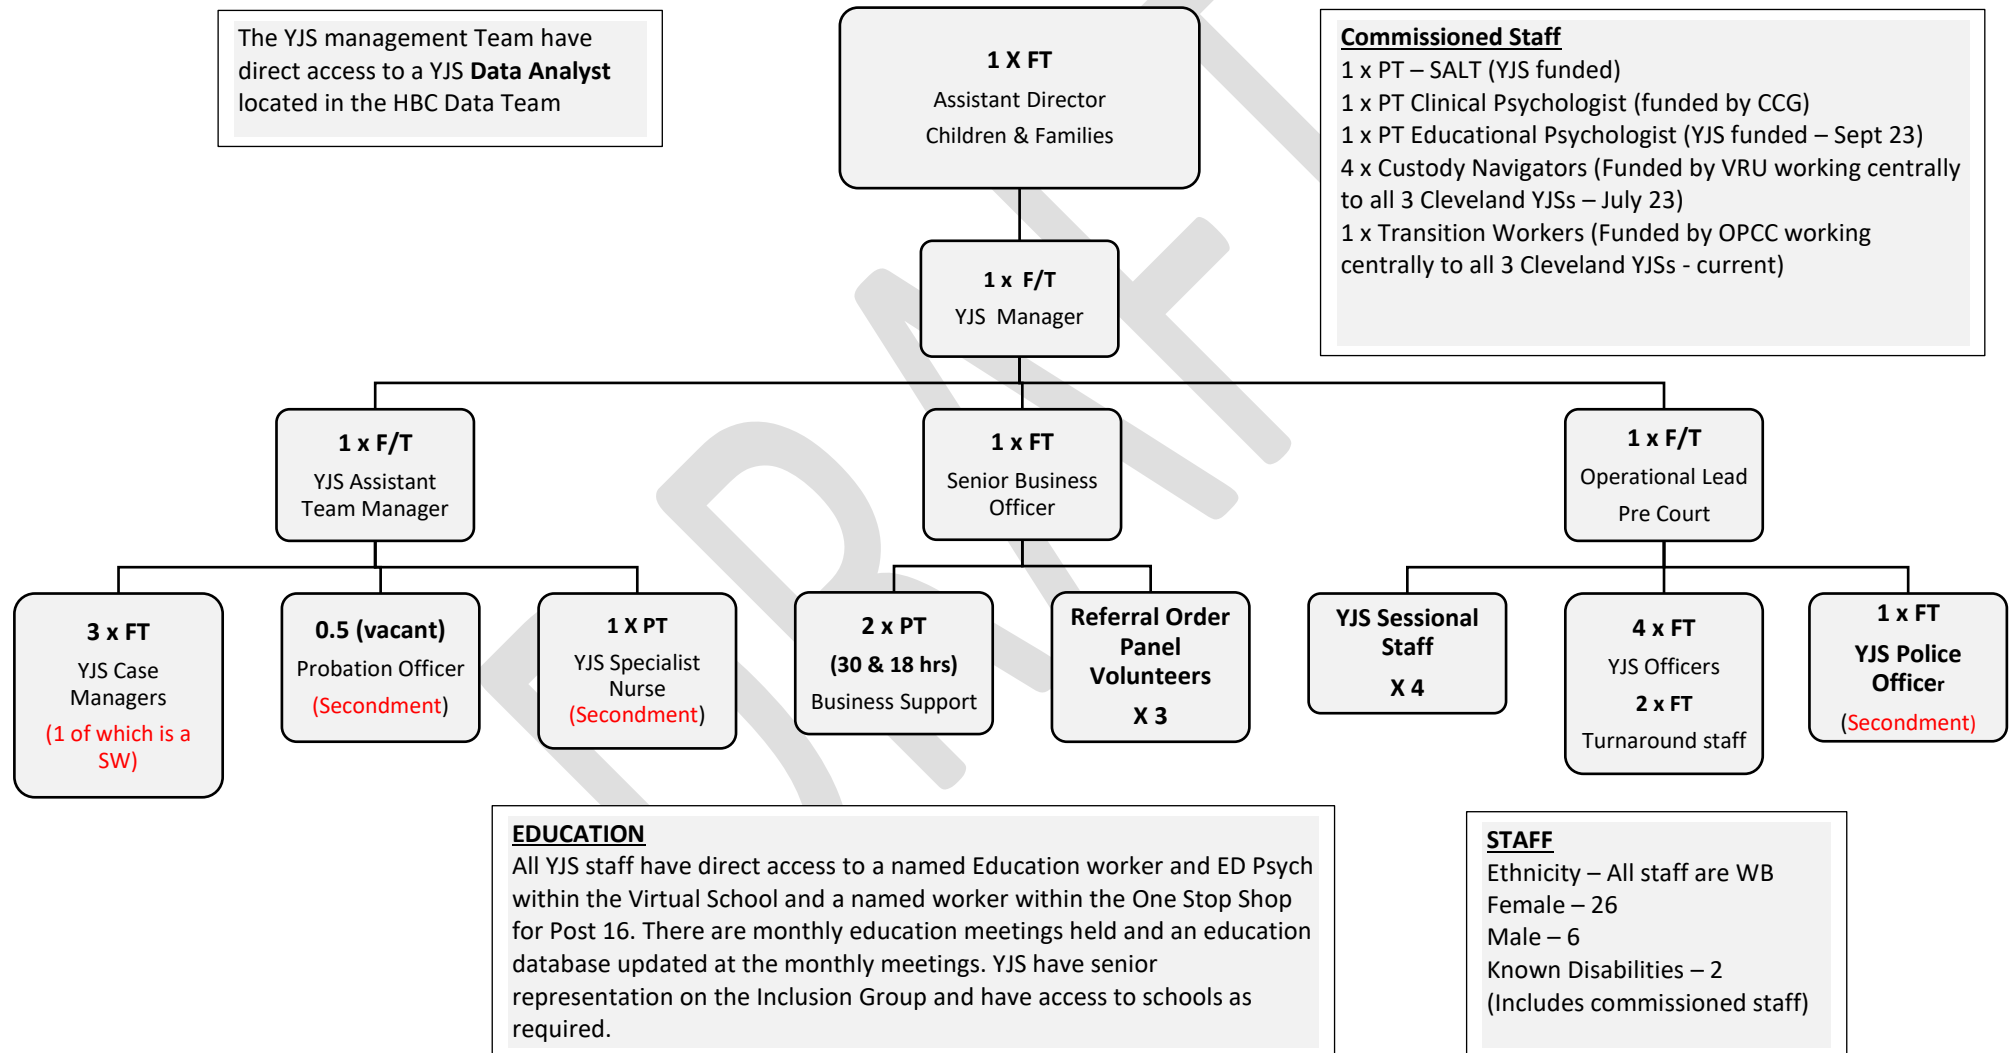 The YJS management Team have
direct access to a YJS Data Analyst
located in the HBC Data Team
1 X FT
Assistant Director
Children & Families
Commissioned Staff
1 x PT – SALT (YJS funded)
1 x PT Clinical Psychologist (funded by CCG)
1 x PT Educational Psychologist (YJS funded – Sept 23)
4 x Custody Navigators (Funded by VRU working centrally
to all 3 Cleveland YJSs – July 23)
1 x Transition Workers (Funded by OPCC working
centrally to all 3 Cleveland YJSs - current)
1 x F/T
YJS Manager
1 x F/T
YJS Assistant
Team Manager
1 x FT
Senior Business
Officer
1 x F/T
Operational Lead
Pre Court
3 x FT
YJS Case
Managers
(1 of which is a
SW)
0.5 (vacant)
Probation Officer
(Secondment)
1 X PT
YJS Specialist
Nurse
(Secondment)
2 x PT
(30 & 18 hrs)
Business Support
Referral Order
Panel
Volunteers
X 3
YJS Sessional
Staff
X 4
4 x FT
YJS Officers
2 x FT
Turnaround staff
1 x FT
YJS Police
Officer
(Secondment)
EDUCATION
All YJS staff have direct access to a named Education worker and ED Psych
within the Virtual School and a named worker within the One Stop Shop
for Post 16. There are monthly education meetings held and an education
database updated at the monthly meetings. YJS have senior
representation on the Inclusion Group and have access to schools as
required.
STAFF
Ethnicity – All staff are WB
Female – 26
Male – 6
Known Disabilities – 2
(Includes commissioned staff)
DRAFT